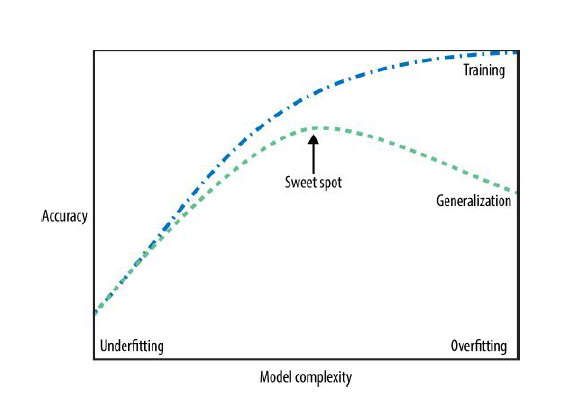 Training
Sweet spot
Generalization
Accuracy
Underfitting
Overfitting
Model complexity